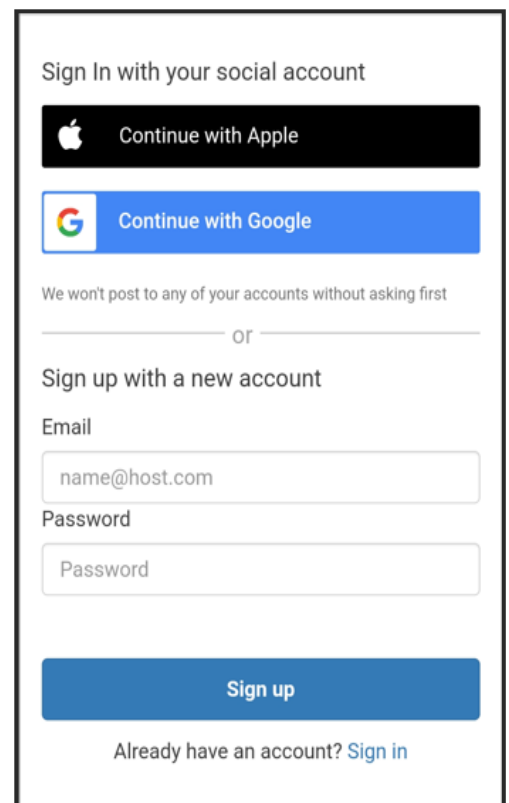 Sign In with your social account
Continue with Apple
Continue with Google
We won't post to any of your accounts without asking first
or
Sign up with a new account
Email
name@host.com
Password
Password
Sign up
Already have an account? Sign in